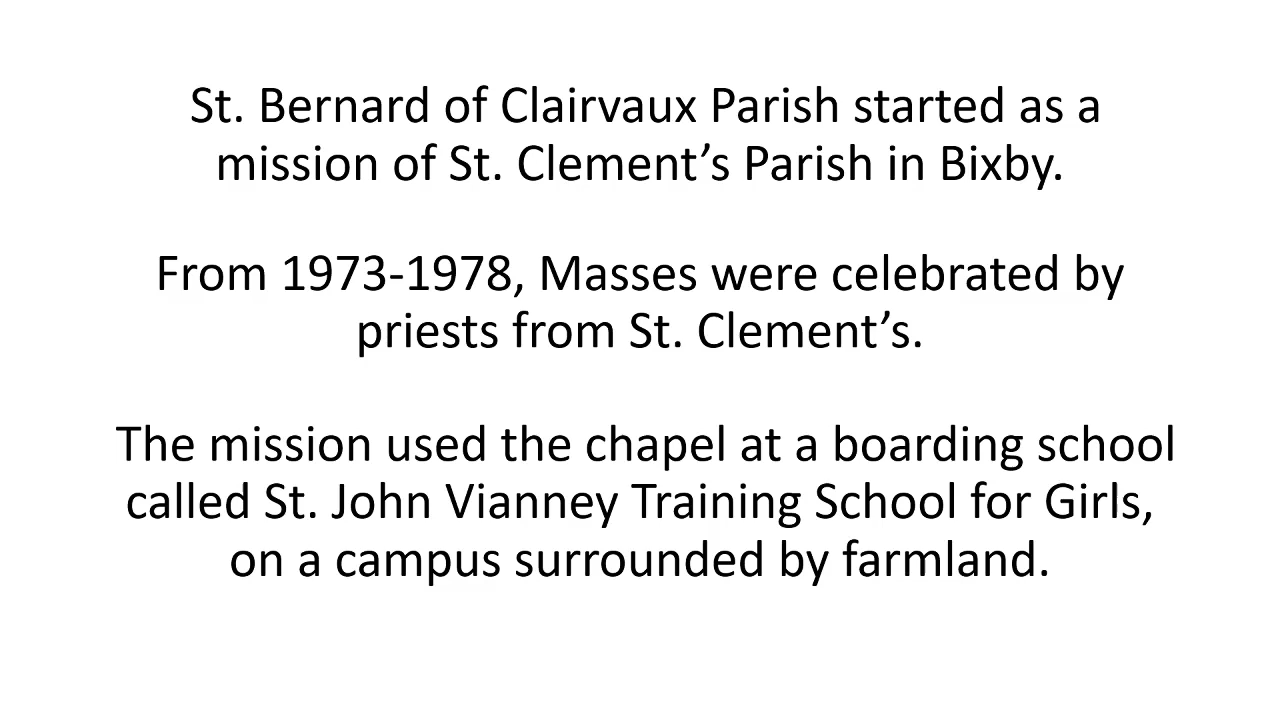 St. Bernard of Clairvaux Parish started as a
mission of St. Clement’s Parish in Bixby.
From 1973-1978, Masses were celebrated by
priests from St. Clement’s.
The mission used the chapel at a boarding school
called St. John Vianney Training School for Girls,
on a campus surrounded by farmland.